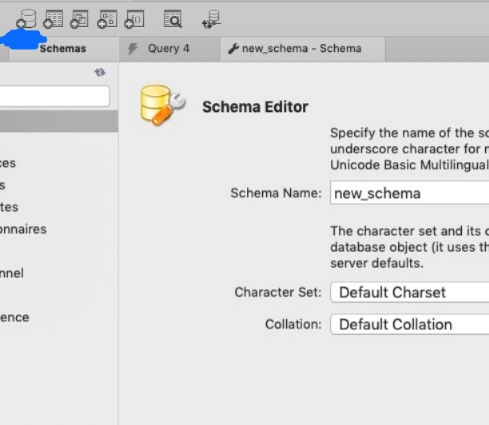 Schemas
Query 4
new_schema - Schema
ces
s
tes
onnaires
nnel
ence
Schema Editor
Specify the name of the sc
underscore character for n
Unicode Basic Multilingual
Schema Name: new_schema
The character set and its c
database object (it uses th
server defaults.
Character Set: Default Charset
Collation: Default Collation